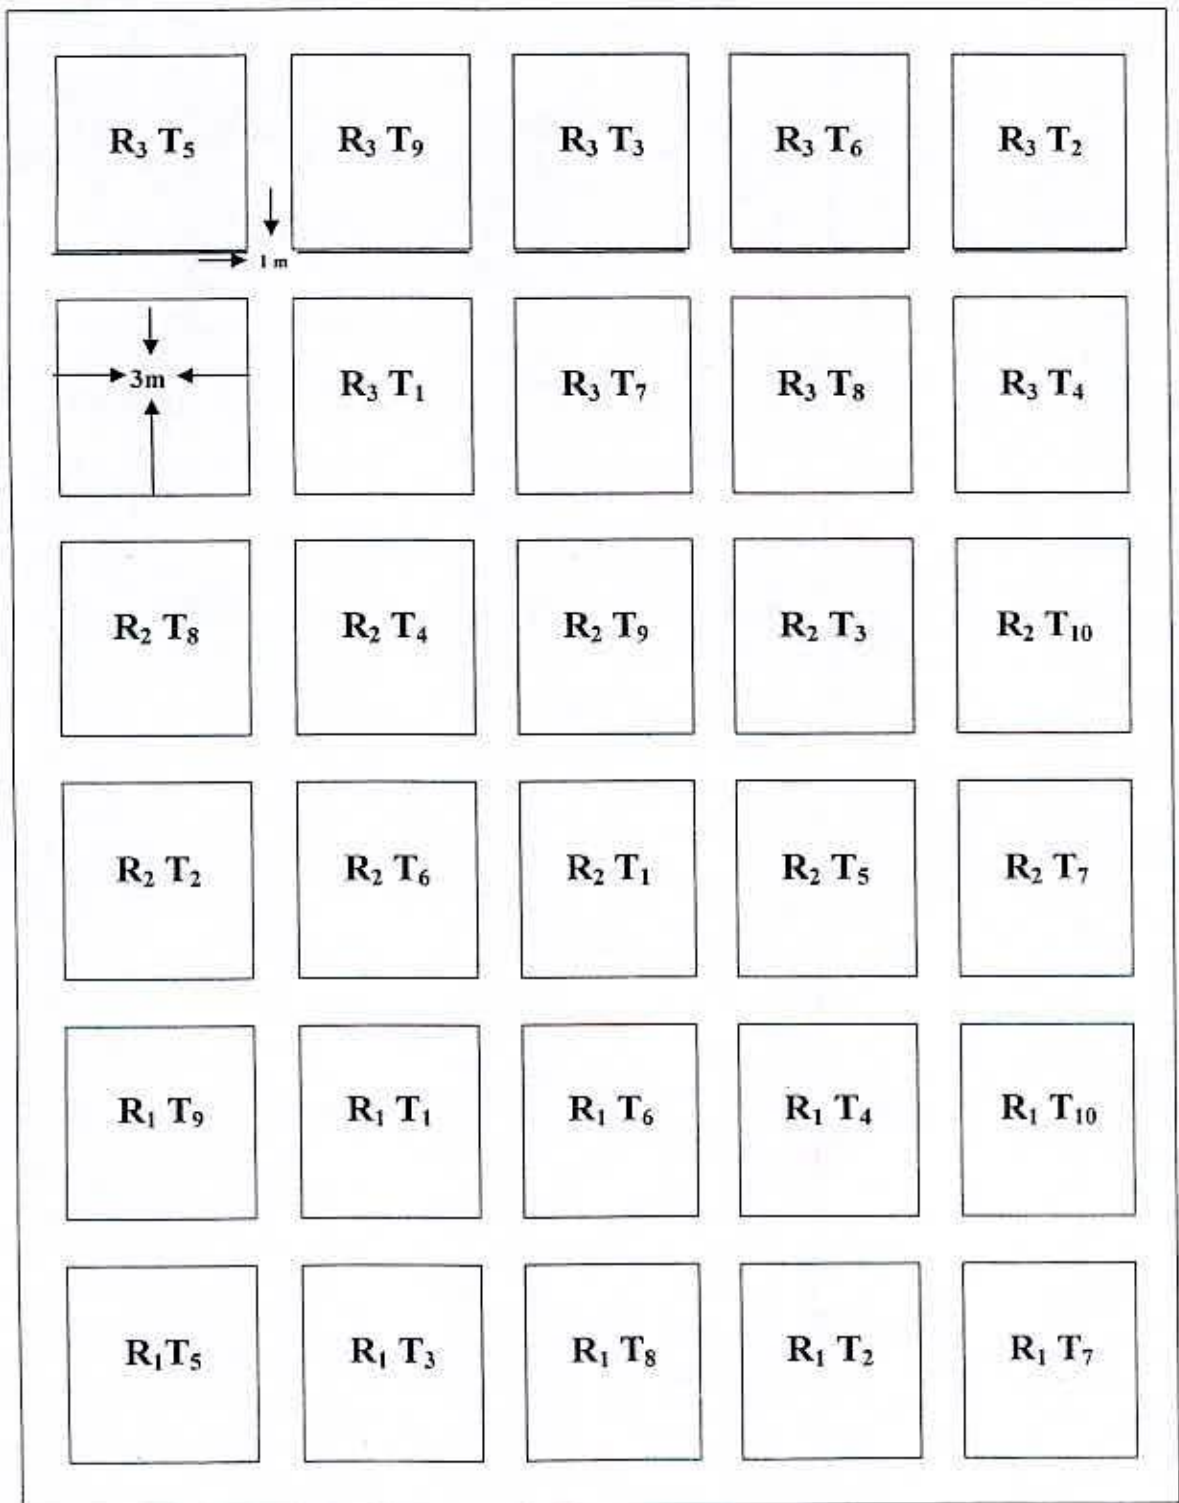 R₃ T₅ R₃ T₉ R₃ T₃ R₃ T₆ R₃ T₂
1 m
3m R₃ T₁ R₃ T₇ R₃ T₈ R₃ T₄
R₂ T₈ R₂ T₄ R₂ T₉ R₂ T₃ R₂ T₁₀
R₂ T₂ R₂ T₆ R₂ T₁ R₂ T₅ R₂ T₇
R₁ T₉ R₁ T₁ R₁ T₆ R₁ T₄ R₁ T₁₀
R₁T₅ R₁ T₃ R₁ T₈ R₁ T₂ R₁ T₇